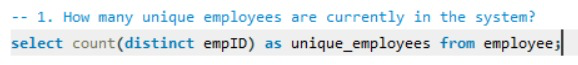 -- 1. How many unique employees are currently in the system?
select count(distinct empID) as unique_employees from employee;